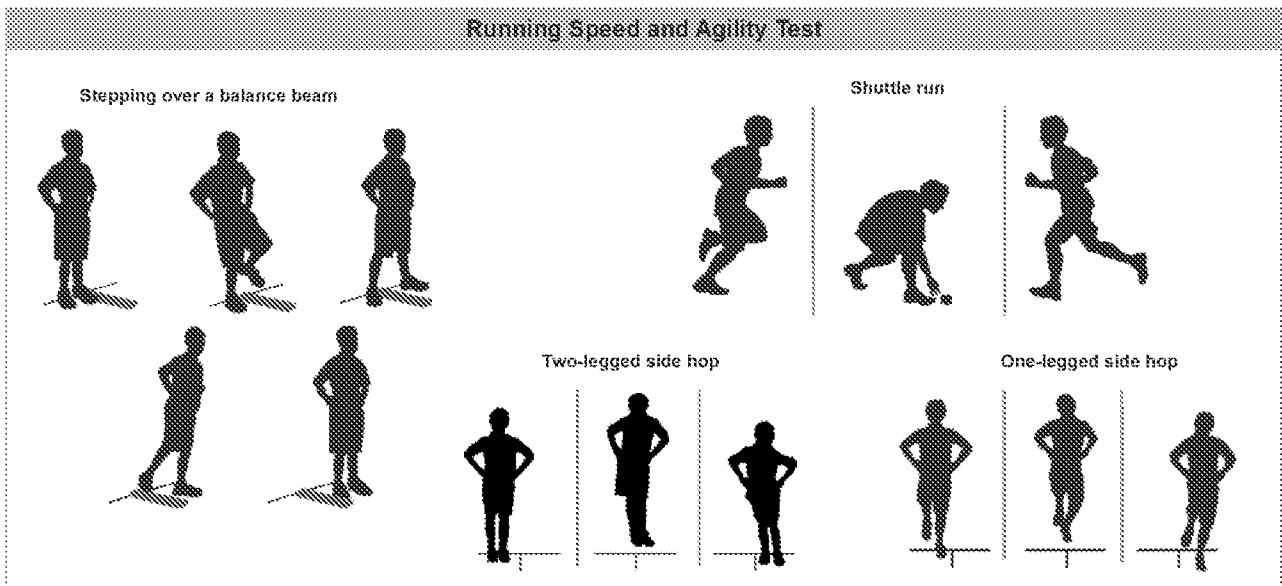 Running Speed and Agility Test
Stepping over a balance beam
Shuttle run
Two-legged side hop
One-legged side hop